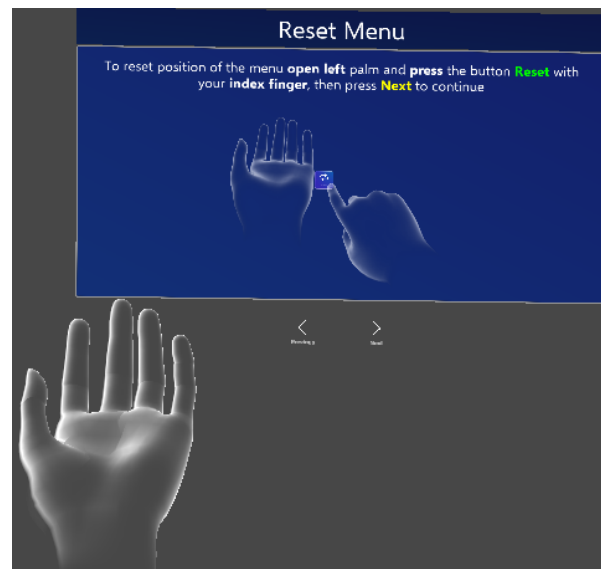 Reset Menu
To reset position of the menu open left palm and press the button Reset with
your index finger, then press Next to continue
Next